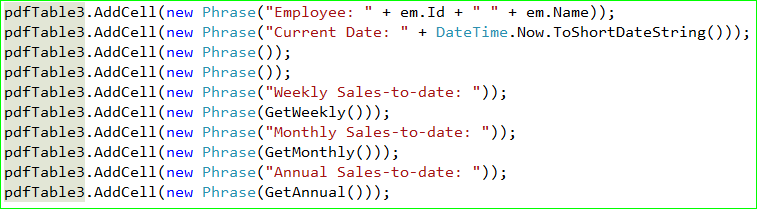 pdfTable3.AddCell(new Phrase("Employee: " + em.Id + " " + em.Name));
pdfTable3.AddCell(new Phrase("Current Date: " + DateTime.Now.ToShortDateString()));
pdfTable3.AddCell(new Phrase());
pdfTable3.AddCell(new Phrase());
pdfTable3.AddCell(new Phrase("Weekly Sales-to-date: "));
pdfTable3.AddCell(new Phrase(GetWeekly()));
pdfTable3.AddCell(new Phrase("Monthly Sales-to-date: "));
pdfTable3.AddCell(new Phrase(GetMonthly()));
pdfTable3.AddCell(new Phrase("Annual Sales-to-date: "));
pdfTable3.AddCell(new Phrase(GetAnnual()));